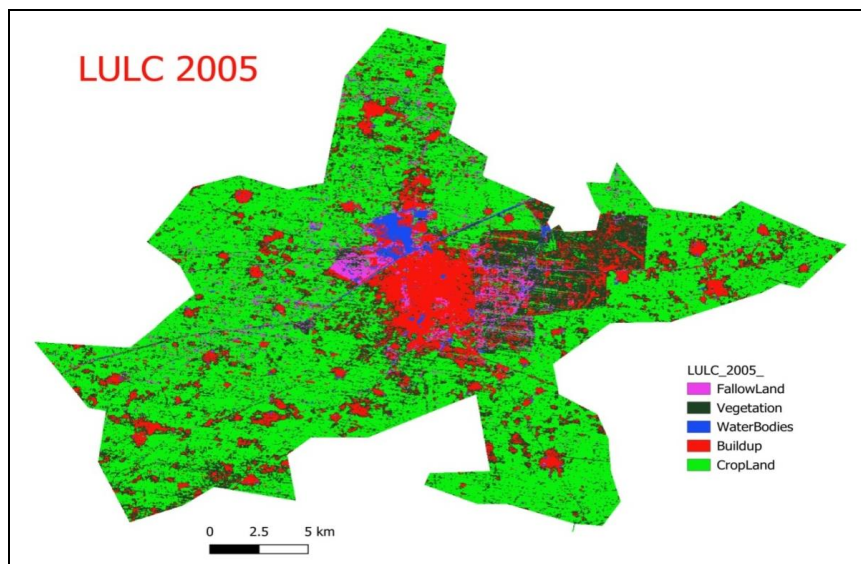 LULC 2005
LULC_2005_
FallowLand
Vegetation
WaterBodies
Buildup
CropLand
0 2.5 5 km